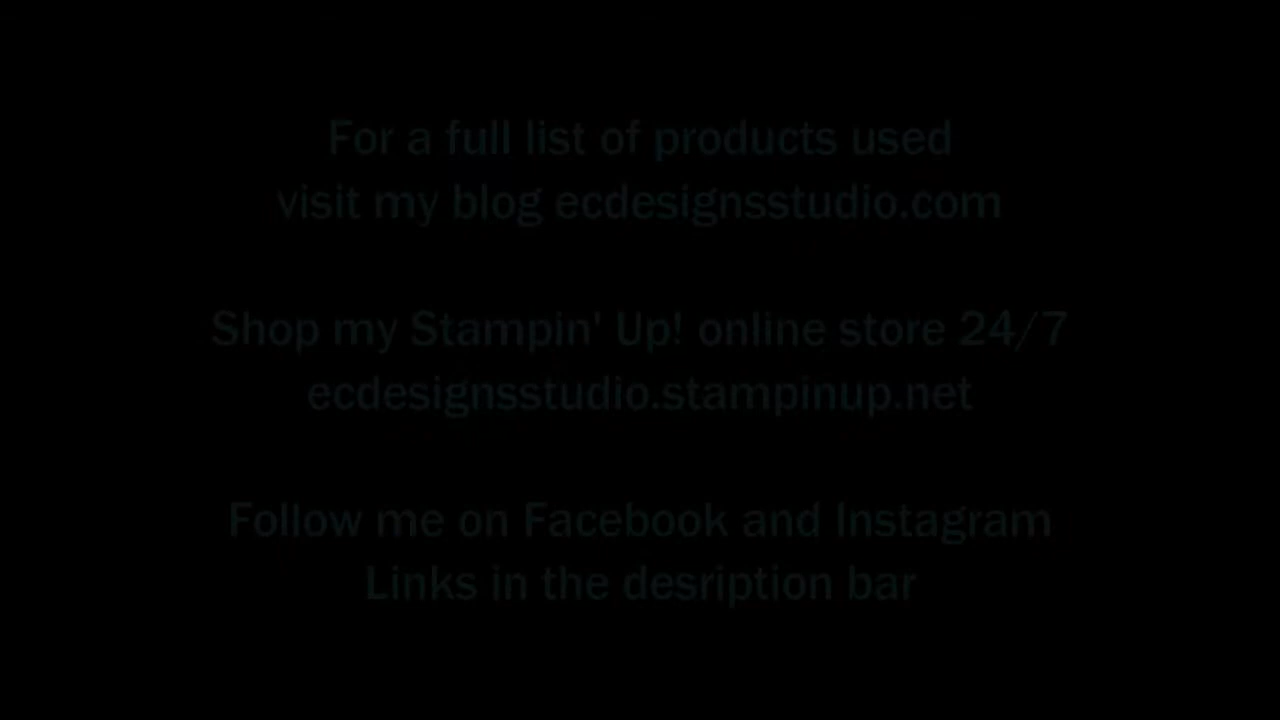 For a full list of products used
visit my blog ecdesignsstudio.com
Shop my Stampin' Up! online store 24/7
ecdesignsstudio.stampinup.net
Follow me on Facebook and Instagram
Links in the desription bar